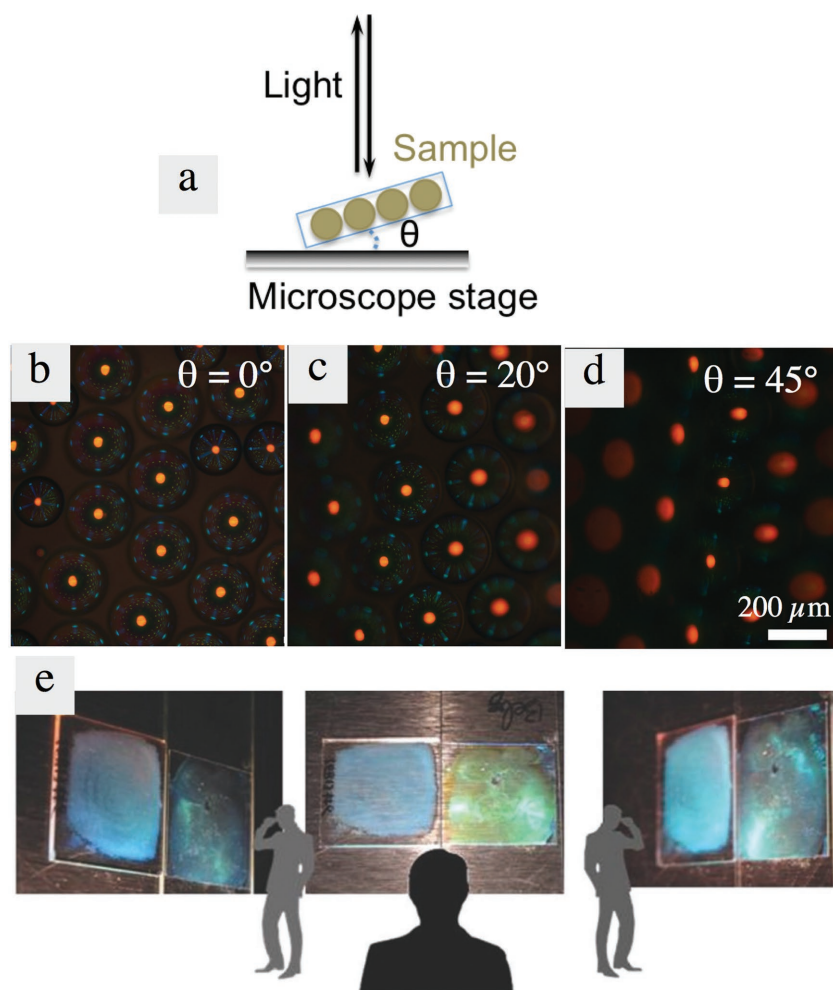 Light
Sample
a
θ
Microscope stage
b
θ = 0°
c
θ = 20°
d
θ = 45°
200 μm
e